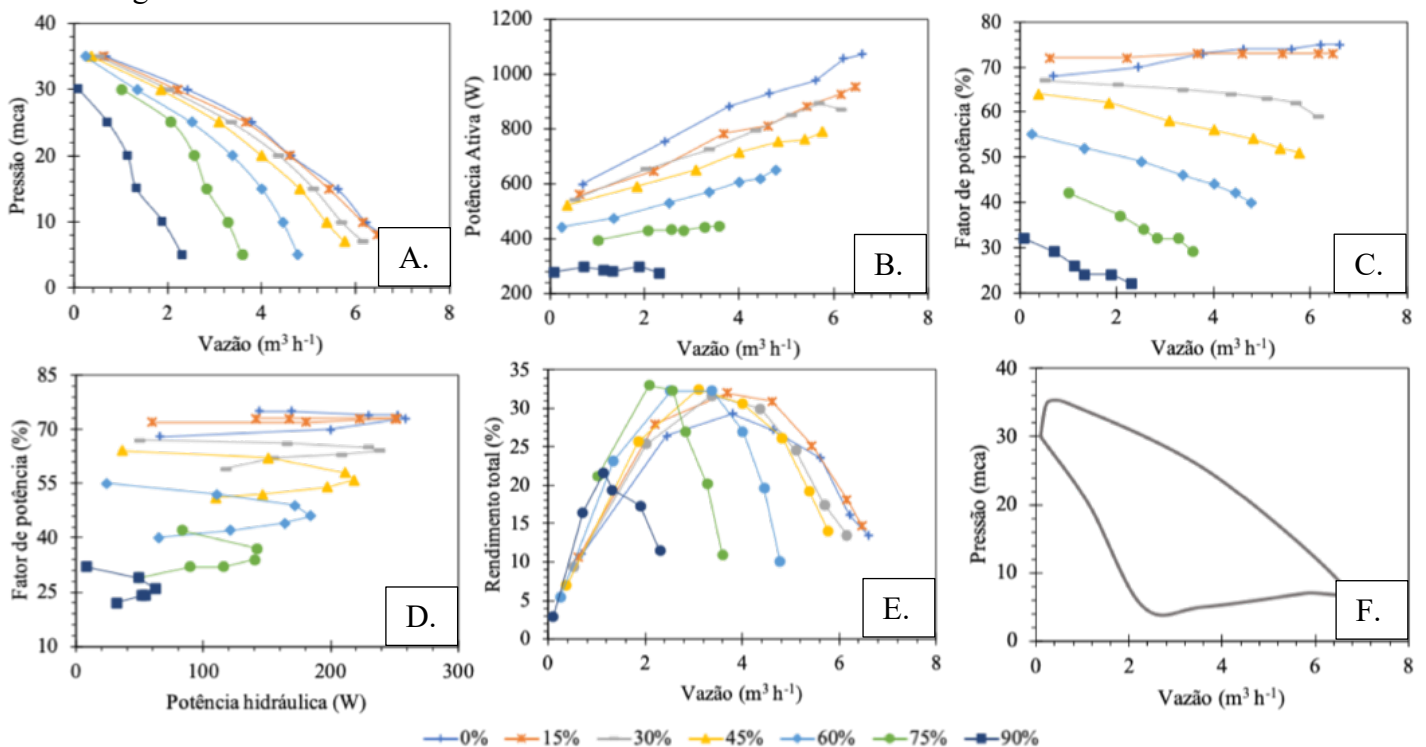 40
30
20
10
0
Pressão (mca)
0 2 4 6 8
Vazão (m³ h⁻¹)
A.
1200
1000
800
600
400
200
Potência Ativa (W)
0 2 4 6 8
Vazão (m³ h⁻¹)
B.
80
70
60
50
40
30
20
Fator de potência (%)
0 2 4 6 8
Vazão (m³ h⁻¹)
C.
85
70
55
40
25
10
Fator de potência (%)
0 100 200 300
Potência hidráulica (W)
D.
35
30
25
20
15
10
5
0
Rendimento total (%)
0 2 4 6 8
Vazão (m³ h⁻¹)
E.
40
30
20
10
0
Pressão (mca)
0 2 4 6 8
Vazão (m³ h⁻¹)
F.
0% 15% 30% 45% 60% 75% 90%